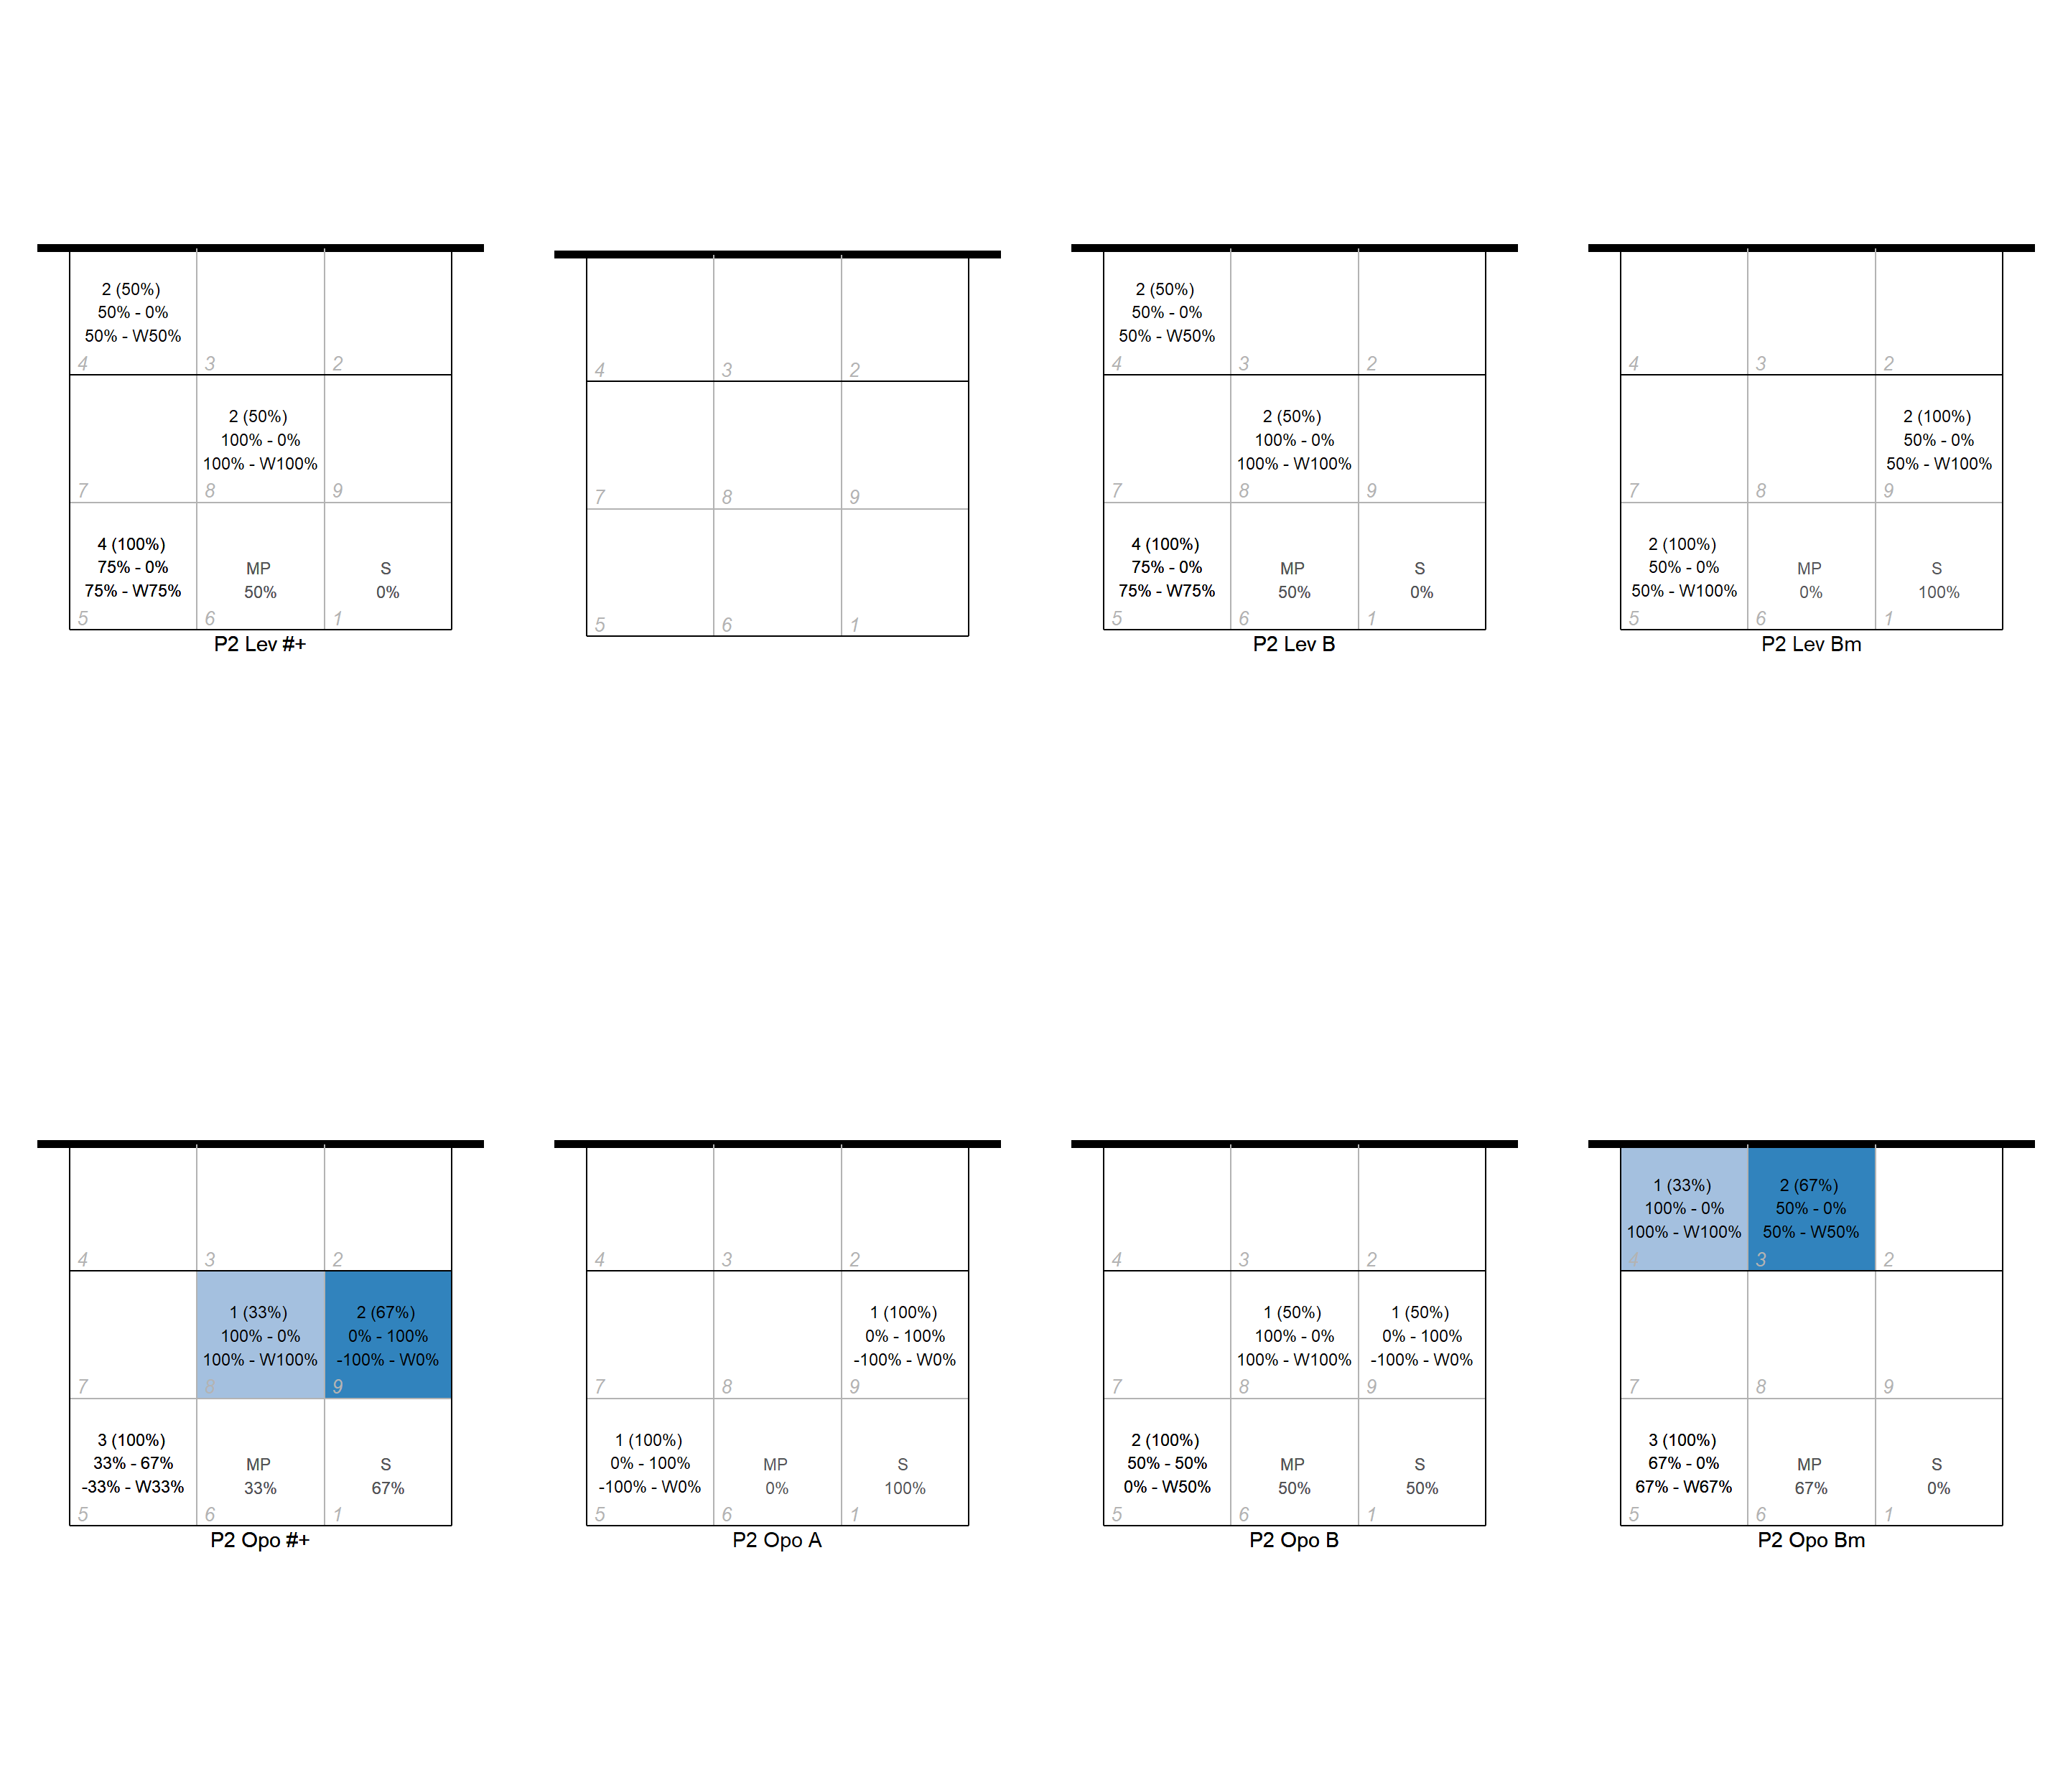 2 (50%)
50% - 0%
50% - W50%
4
3
2
2 (50%)
100% - 0%
100% - W100%
7
8
9
4 (100%)
75% - 0%
75% - W75%
MP
50%
S
0%
5
6
1
P2 Lev #+
4
3
2
7
8
9
5
6
1
2 (50%)
50% - 0%
50% - W50%
4
3
2
2 (50%)
100% - 0%
100% - W100%
7
8
9
4 (100%)
75% - 0%
75% - W75%
MP
50%
S
0%
5
6
1
P2 Lev B
4
3
2
2 (100%)
50% - 0%
50% - W100%
7
8
9
2 (100%)
50% - 0%
50% - W100%
MP
0%
S
100%
5
6
1
P2 Lev Bm
4
3
2
1 (33%)
100% - 0%
100% - W100%
2 (67%)
0% - 100%
-100% - W0%
7
8
9
3 (100%)
33% - 67%
-33% - W33%
MP
33%
S
67%
5
6
1
P2 Opo #+
4
3
2
1 (100%)
0% - 100%
-100% - W0%
7
8
9
1 (100%)
0% - 100%
-100% - W0%
MP
0%
S
100%
5
6
1
P2 Opo A
4
3
2
1 (50%)
100% - 0%
100% - W100%
1 (50%)
0% - 100%
-100% - W0%
7
8
9
2 (100%)
50% - 50%
0% - W50%
MP
50%
S
50%
5
6
1
P2 Opo B
1 (33%)
100% - 0%
100% - W100%
2 (67%)
50% - 0%
50% - W50%
4
3
2
7
8
9
3 (100%)
67% - 0%
67% - W67%
MP
67%
S
0%
5
6
1
P2 Opo Bm